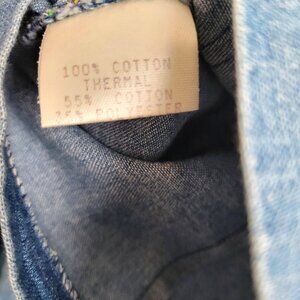 100% COTTON
THERMAL
55% COTTON
POLYESTER